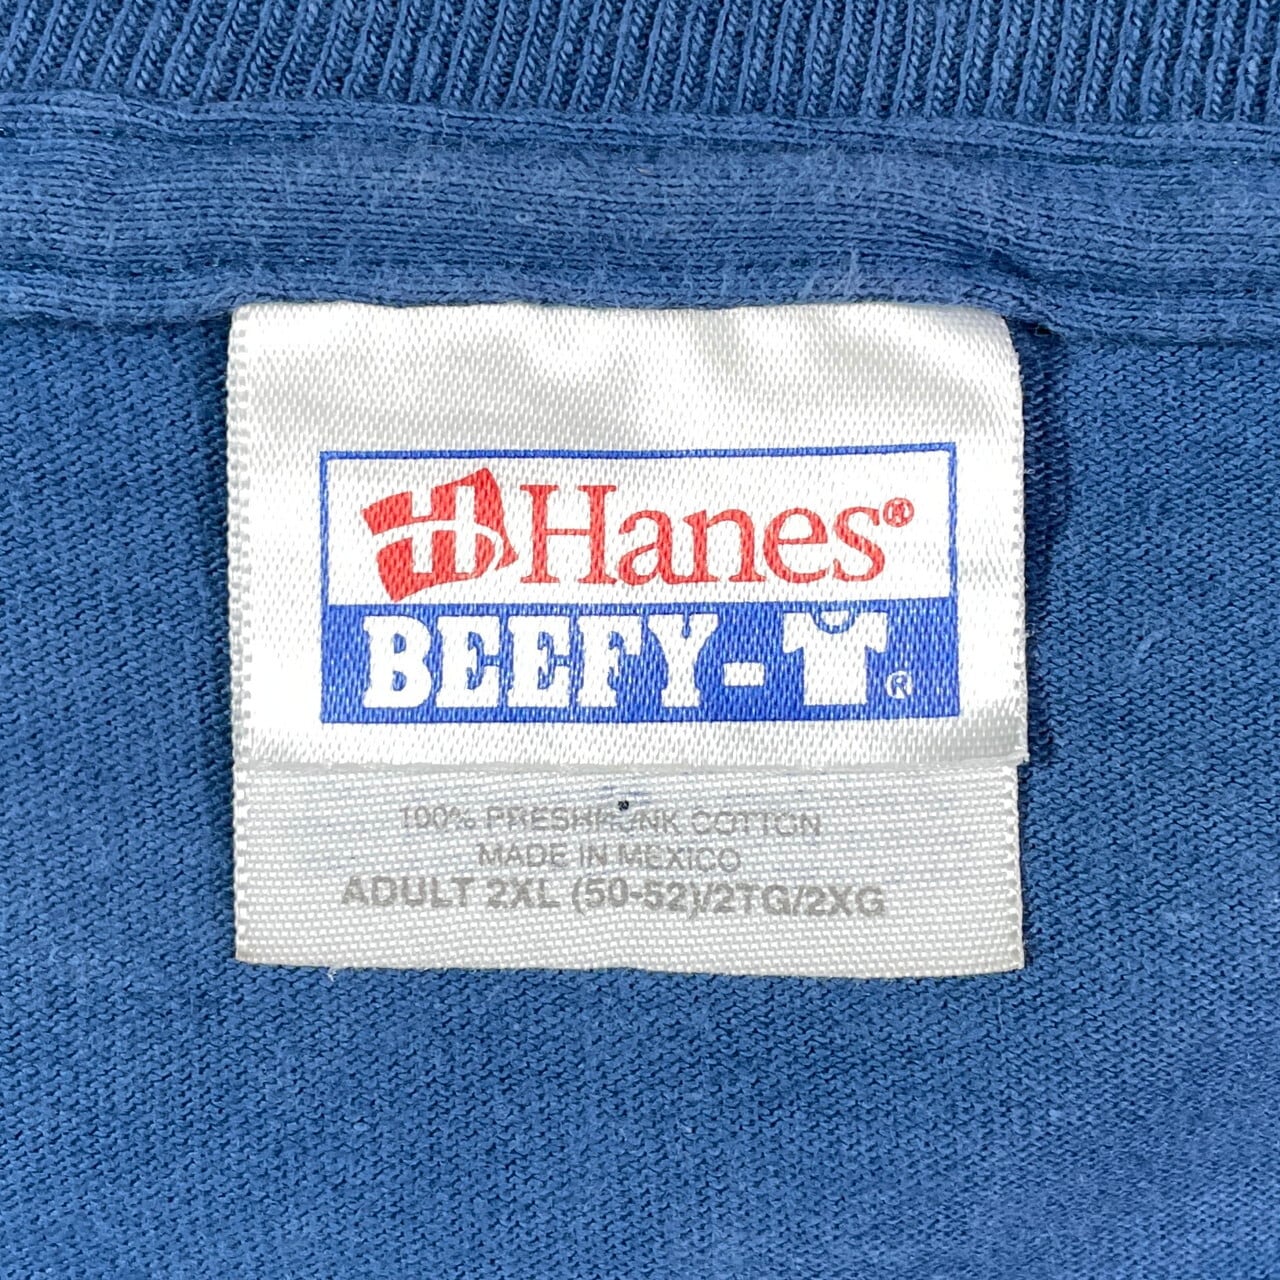 H Hanes®
BEEFY-T®
100% PRESHRUNK COTTON
MADE IN MEXICO
ADULT 2XL (50-52)/2TG/2XG